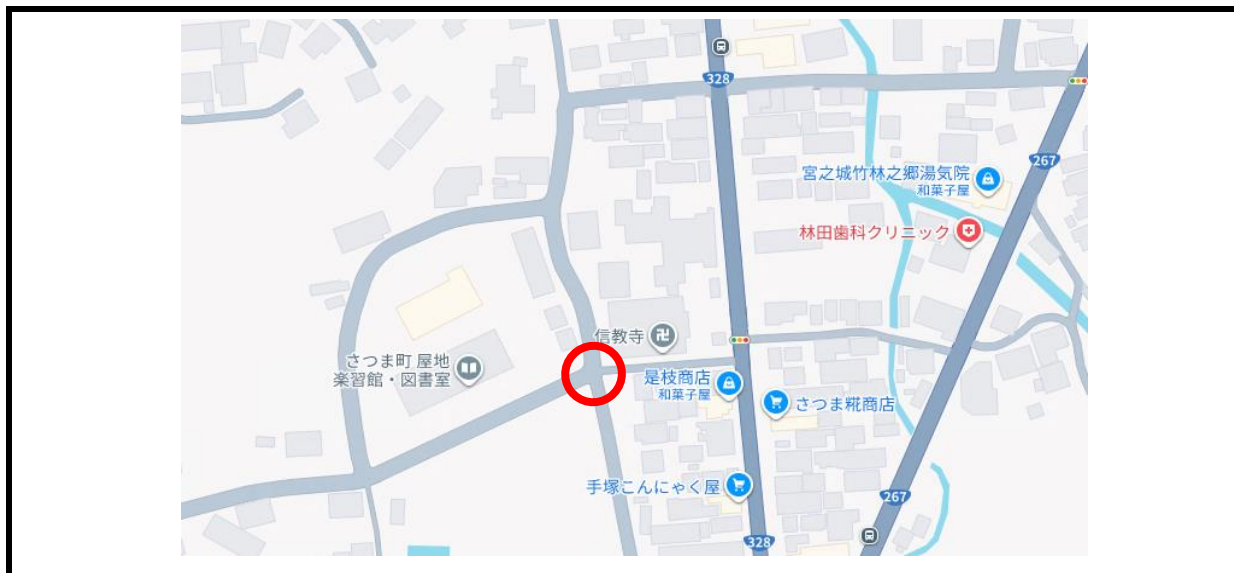 328
267
宮之城竹林之郷湯気院
和菓子屋
林田歯科クリニック
信教寺
さつま町 屋地
楽習館・図書室
是枝商店
和菓子屋
さつま糀商店
手塚こんにゃく屋
267
328